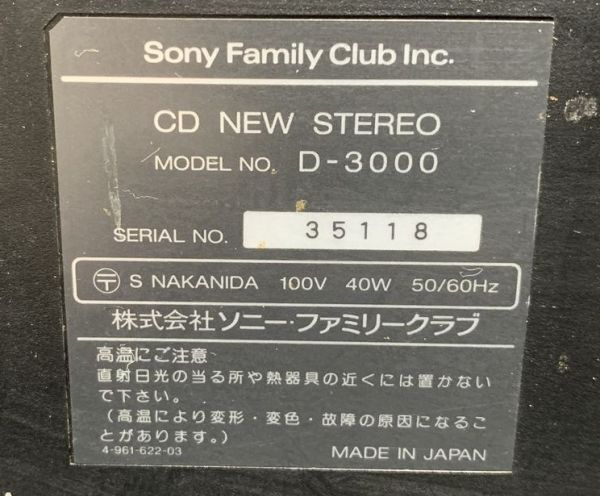 Sony Family Club Inc.
CD NEW STEREO
MODEL NO. D-3000
SERIAL NO. 35118
〒 S NAKANIDA 100V 40W 50/60Hz
株式会社ソニー・ファミリークラブ
高温にご注意
直射日光の当る所や熱器具の近くには置かない
で下さい。
(高温により変形・変色・故障の原因になるこ
とがあります。)
4-961-622-03 MADE IN JAPAN